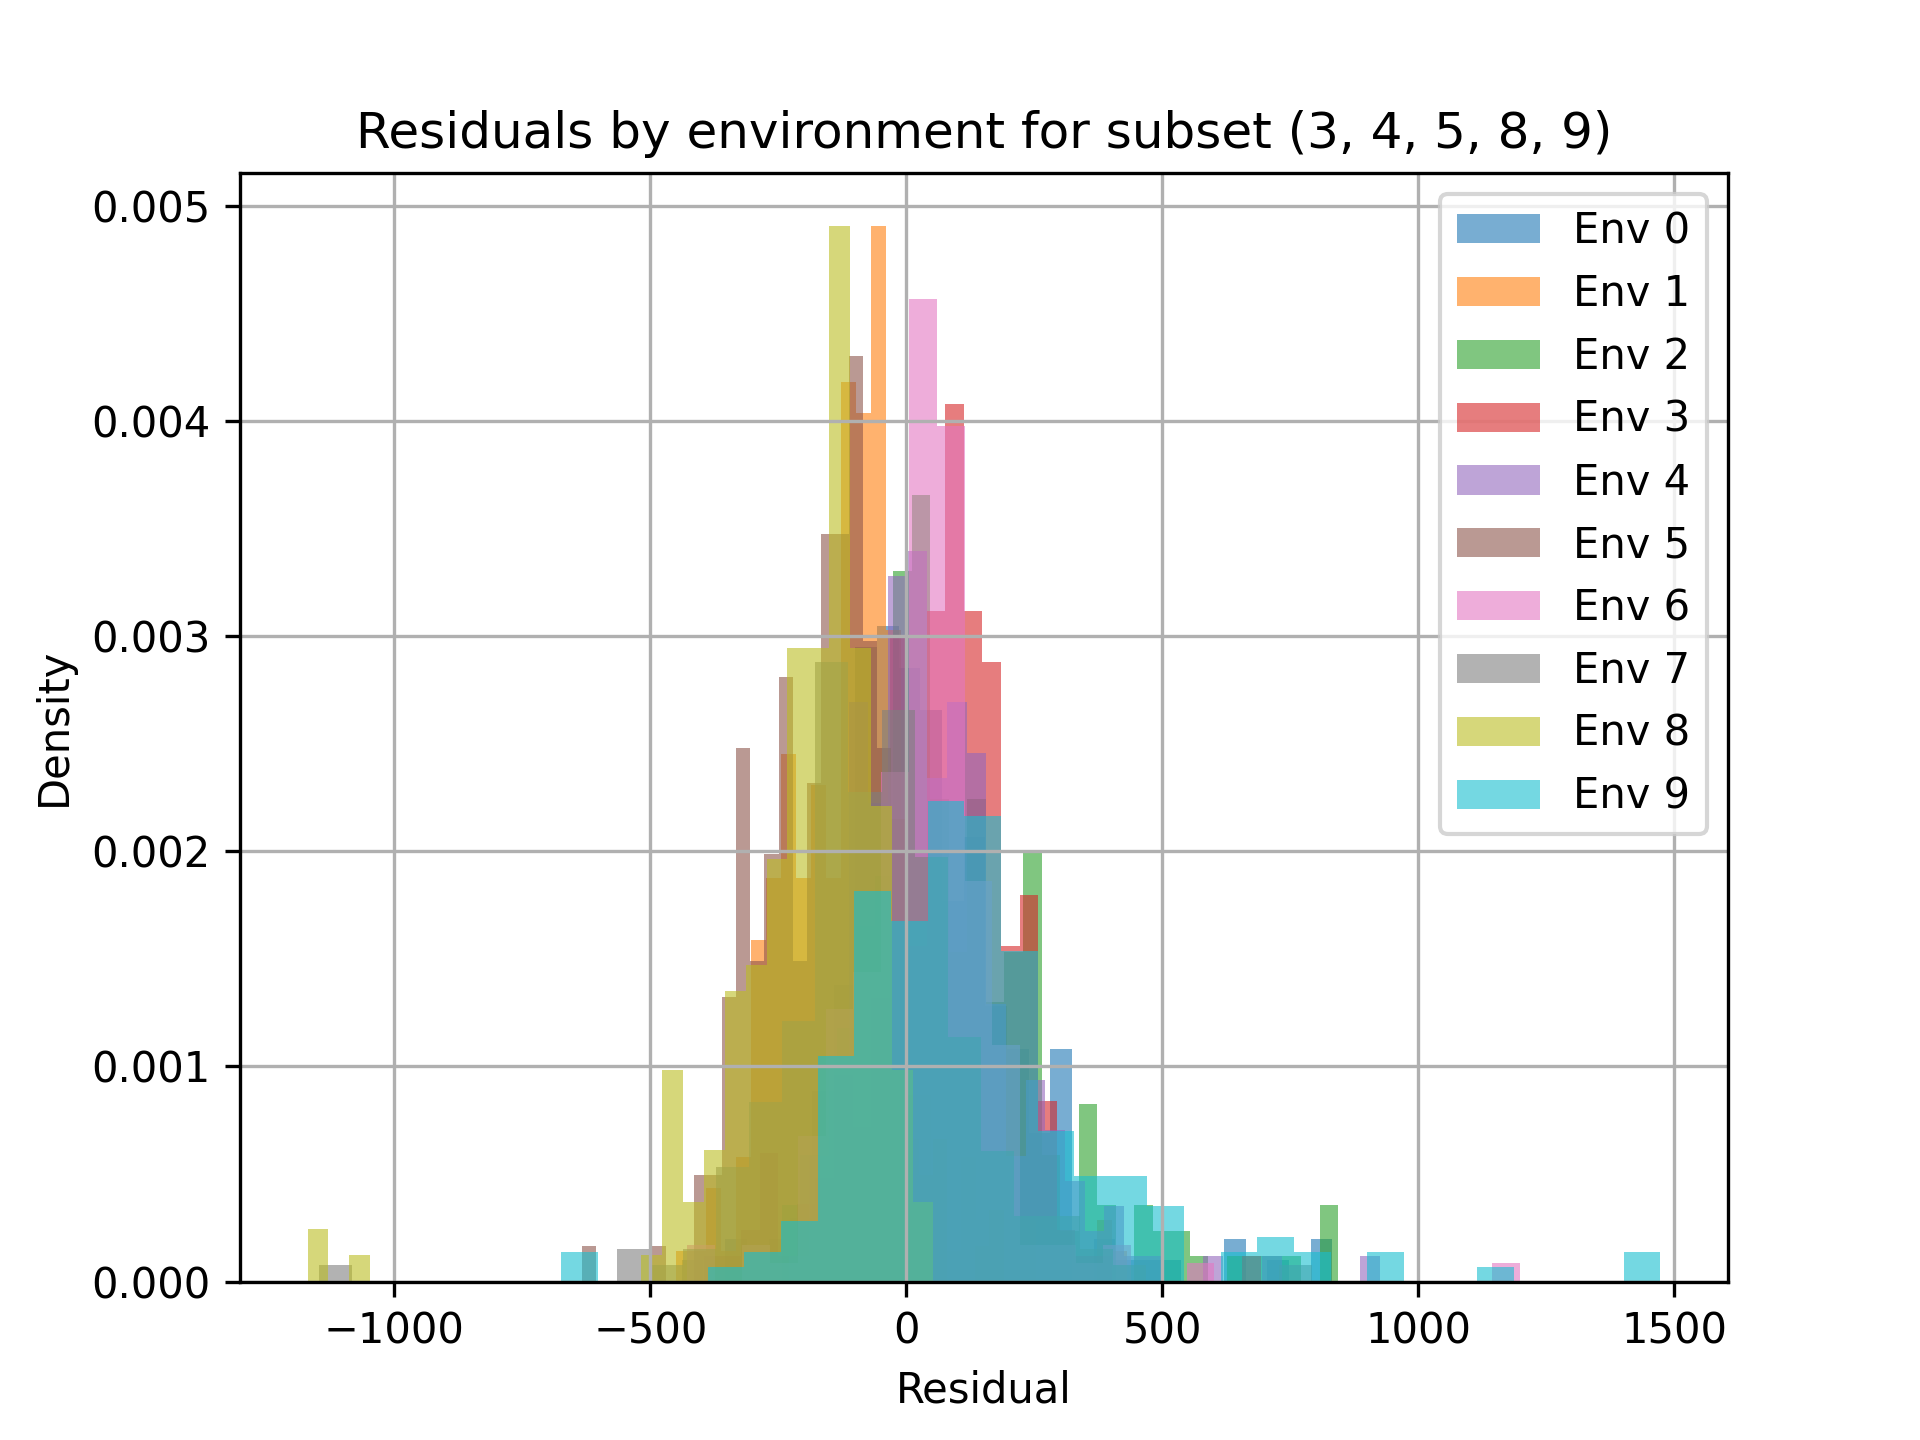 Residuals by environment for subset (3, 4, 5, 8, 9)
0.005
0.004
0.003
0.002
0.001
0.000
Density
Env 0
Env 1
Env 2
Env 3
Env 4
Env 5
Env 6
Env 7
Env 8
Env 9
−1000
−500
0
500
1000
1500
Residual